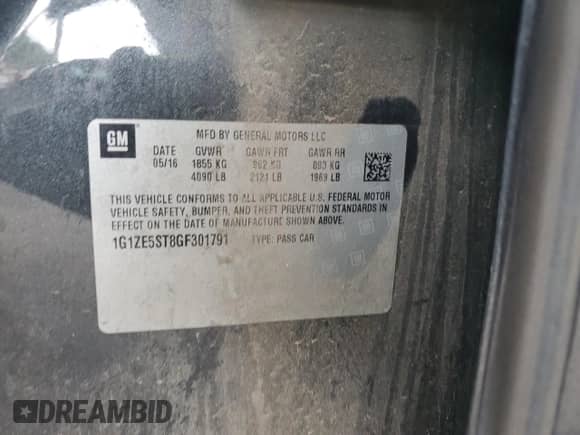 GM
MFD BY GENERAL MOTORS LLC
DATE GVWR GAWR FRT GAWR RR
05/16 1855 KG 962 KG 893 KG
4090 LB 2121 LB 1969 LB
THIS VEHICLE CONFORMS TO ALL APPLICABLE U.S. FEDERAL MOTOR
VEHICLE SAFETY, BUMPER, AND THEFT PREVENTION STANDARDS IN
EFFECT ON THE DATE OF MANUFACTURE SHOWN ABOVE.
1G1ZE5ST8GF301791 TYPE: PASS CAR
DREAMBID